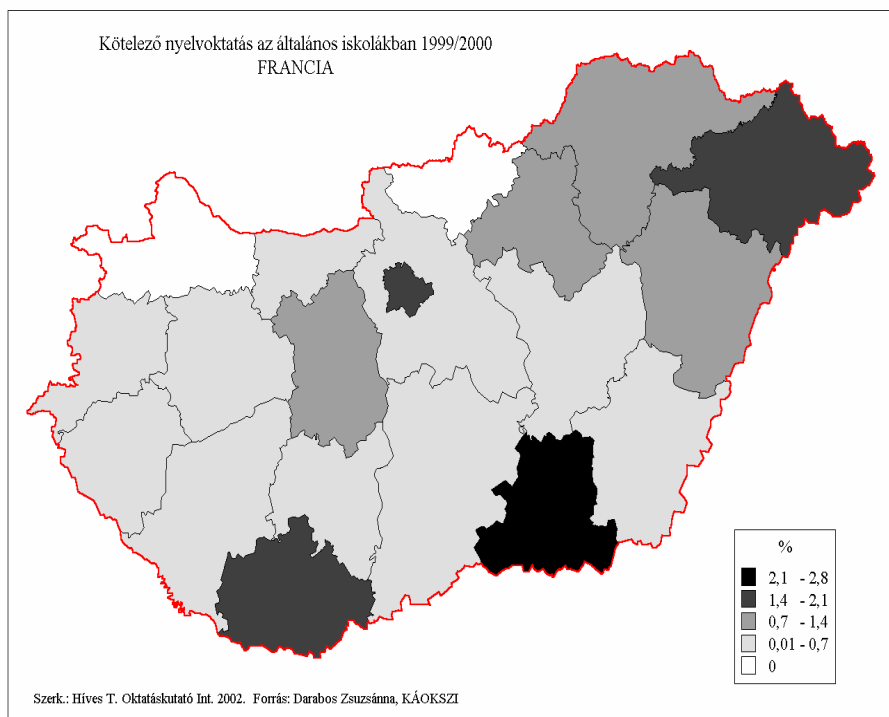 Kötelező nyelvoktatás az általános iskolákban 1999/2000
FRANCIA
%
2,1 - 2,8
1,4 - 2,1
0,7 - 1,4
0,01 - 0,7
0
Szerk.: Híves T. Oktatáskutató Int. 2002. Forrás: Darabos Zsuzsánna, KÁOKSZI